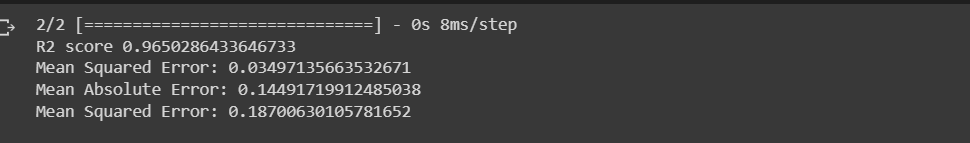 2/2 [==============================] - 0s 8ms/step
R2 score 0.9650286433646733
Mean Squared Error: 0.03497135663532671
Mean Absolute Error: 0.14491719912485038
Mean Squared Error: 0.18700630105781652